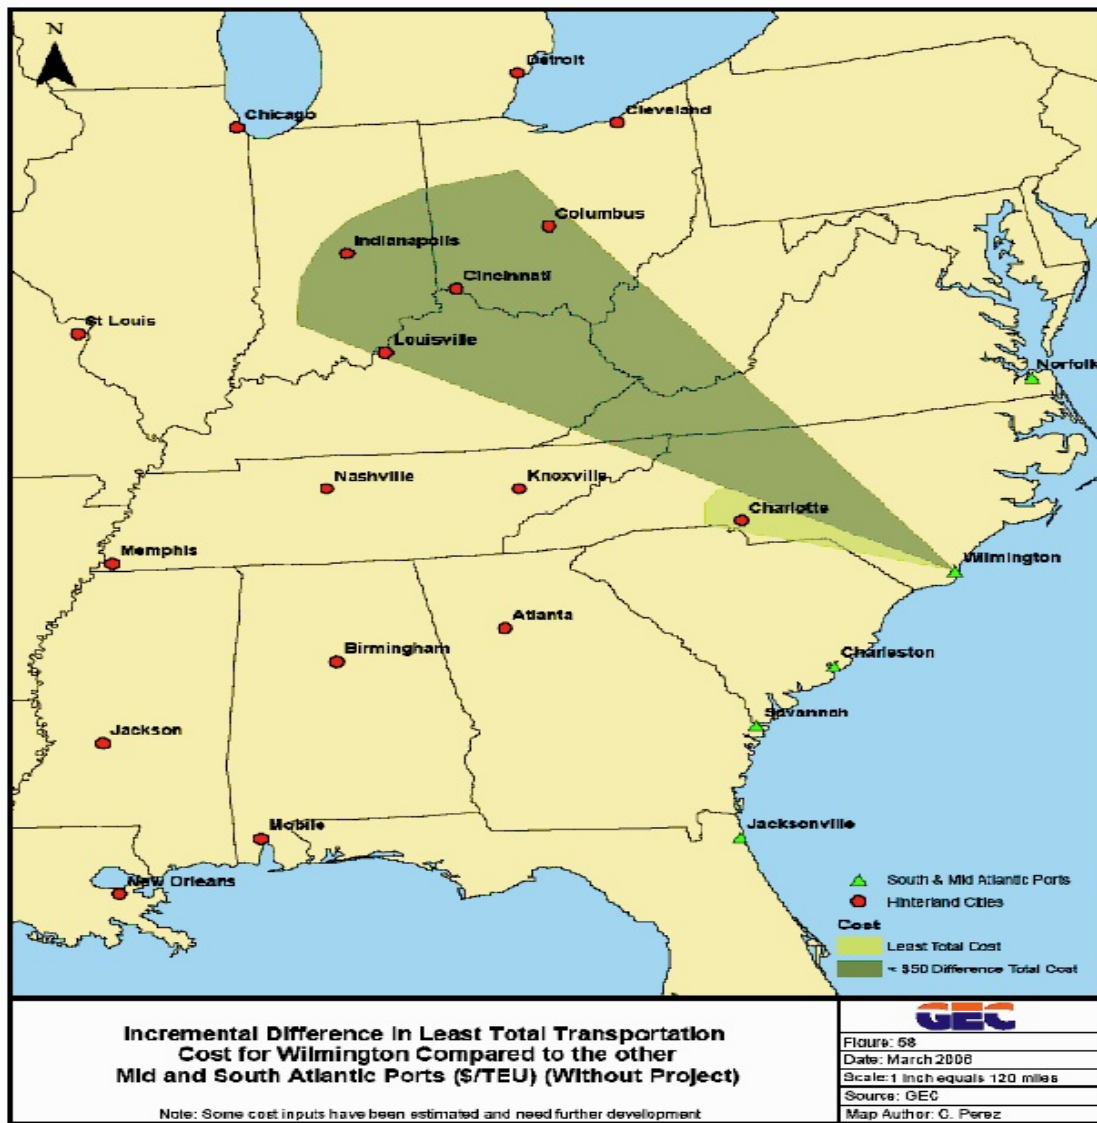 N
Detroit
Cleveland
Chicago
Columbus
Indianapolis
Cincinnati
St Louis
Louisville
Norfolk
Nashville
Knoxville
Charlotte
Memphis
Wilmington
Atlanta
Birmingham
Charleston
Savannah
Jackson
Mobile
Jacksonville
New Orleans
South & Mid Atlantic Ports
Hinterland Cities
Cost
Least Total Cost
< $50 Difference Total Cost
Incremental Difference in Least Total Transportation
Cost for Wilmington Compared to the other
Mid and South Atlantic Ports ($/TEU) (Without Project)
Note: Some cost inputs have been estimated and need further development
GEC
Figure: 58
Date: March 2006
Scale: 1 inch equals 120 miles
Source: GEC
Map Author: C. Perez